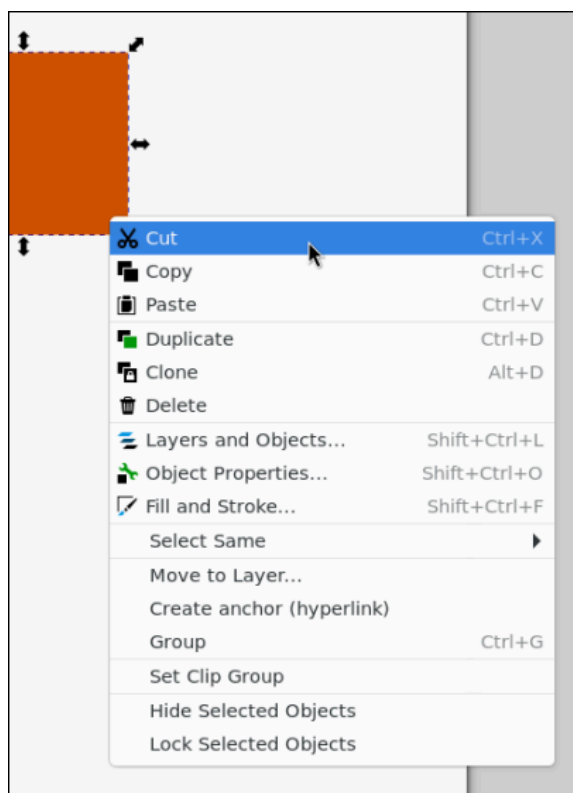 Cut Ctrl+X
Copy Ctrl+C
Paste Ctrl+V
Duplicate Ctrl+D
Clone Alt+D
Delete
Layers and Objects... Shift+Ctrl+L
Object Properties... Shift+Ctrl+O
Fill and Stroke... Shift+Ctrl+F
Select Same
Move to Layer...
Create anchor (hyperlink)
Group Ctrl+G
Set Clip Group
Hide Selected Objects
Lock Selected Objects